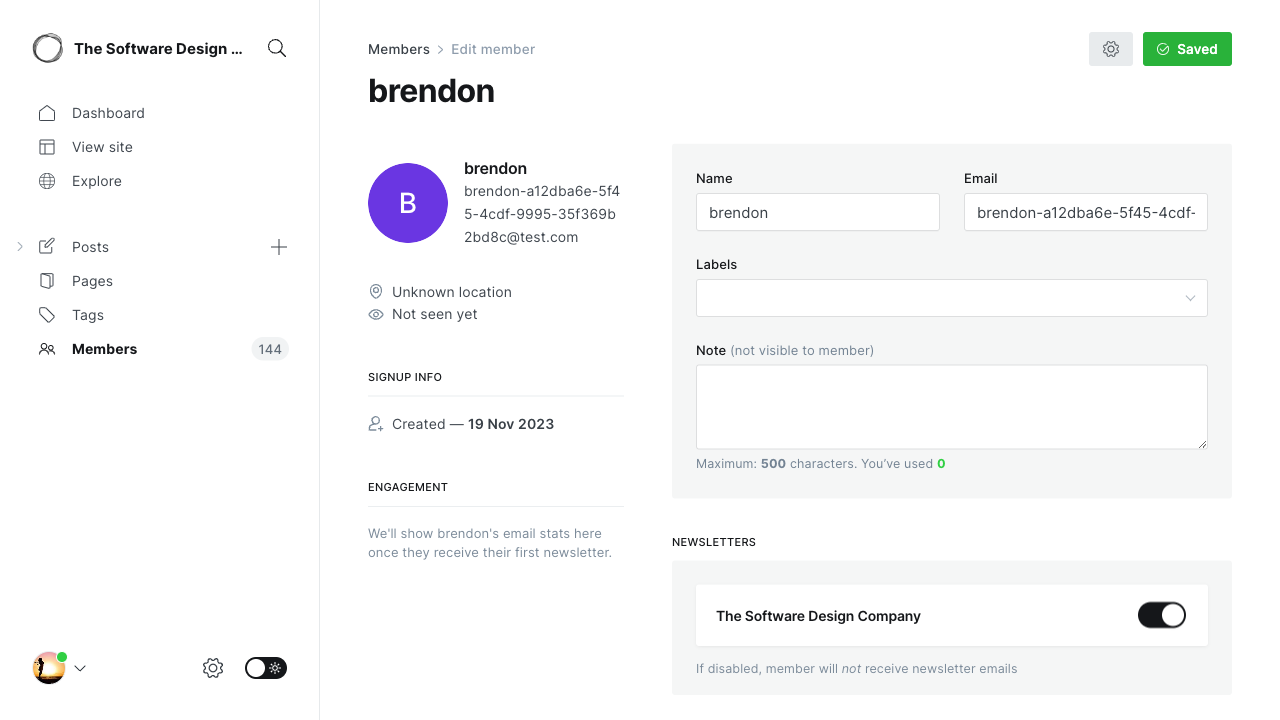 The Software Design ...
Dashboard
View site
Explore
Posts
Pages
Tags
Members
144
Members
Edit member
Saved
brendon
B
brendon
brendon-a12dba6e-5f4
5-4cdf-9995-35f369b
2bd8c@test.com
Unknown location
Not seen yet
SIGNUP INFO
Created — 19 Nov 2023
ENGAGEMENT
We'll show brendon's email stats here
once they receive their first newsletter.
Name
Email
brendon
brendon-a12dba6e-5f45-4cdf-
Labels
Note (not visible to member)
Maximum: 500 characters. You've used 0
NEWSLETTERS
The Software Design Company
If disabled, member will not receive newsletter emails